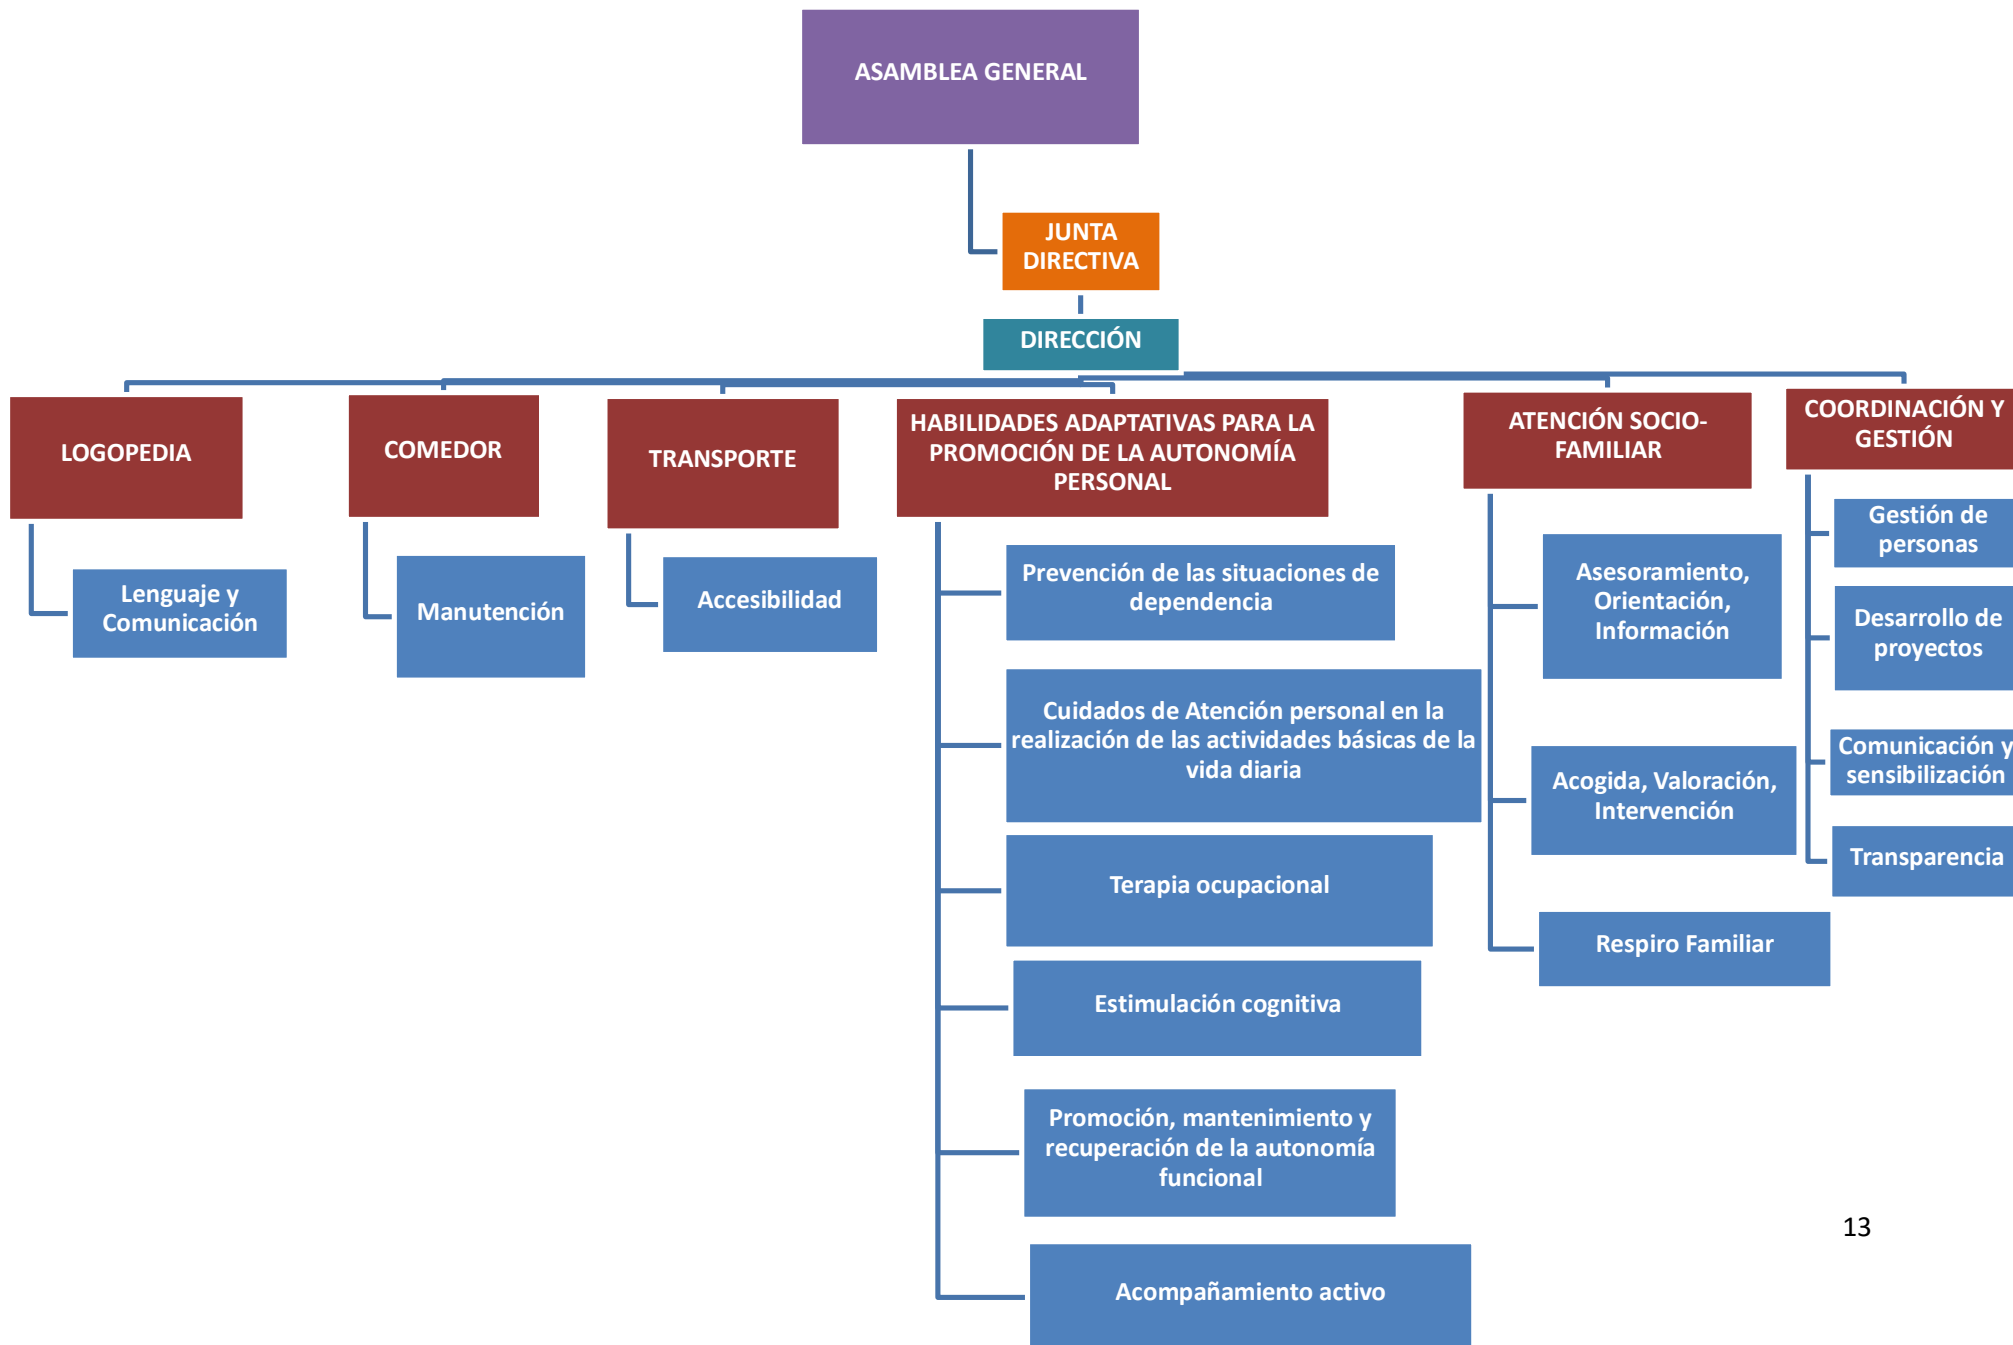 ASAMBLEA GENERAL
JUNTA
DIRECTIVA
DIRECCIÓN
LOGOPEDIA
Lenguaje y
Comunicación
COMEDOR
Manutención
TRANSPORTE
Accesibilidad
HABILIDADES ADAPTATIVAS PARA LA
PROMOCIÓN DE LA AUTONOMÍA
PERSONAL
Prevención de las situaciones de
dependencia
Cuidados de Atención personal en la
realización de las actividades básicas de la
vida diaria
Terapia ocupacional
Estimulación cognitiva
Promoción, mantenimiento y
recuperación de la autonomía
funcional
Acompañamiento activo
ATENCIÓN SOCIO-
FAMILIAR
Asesoramiento,
Orientación,
Información
Acogida, Valoración,
Intervención
Respiro Familiar
COORDINACIÓN Y
GESTIÓN
Gestión de
personas
Desarrollo de
proyectos
Comunicación y
sensibilización
Transparencia
13